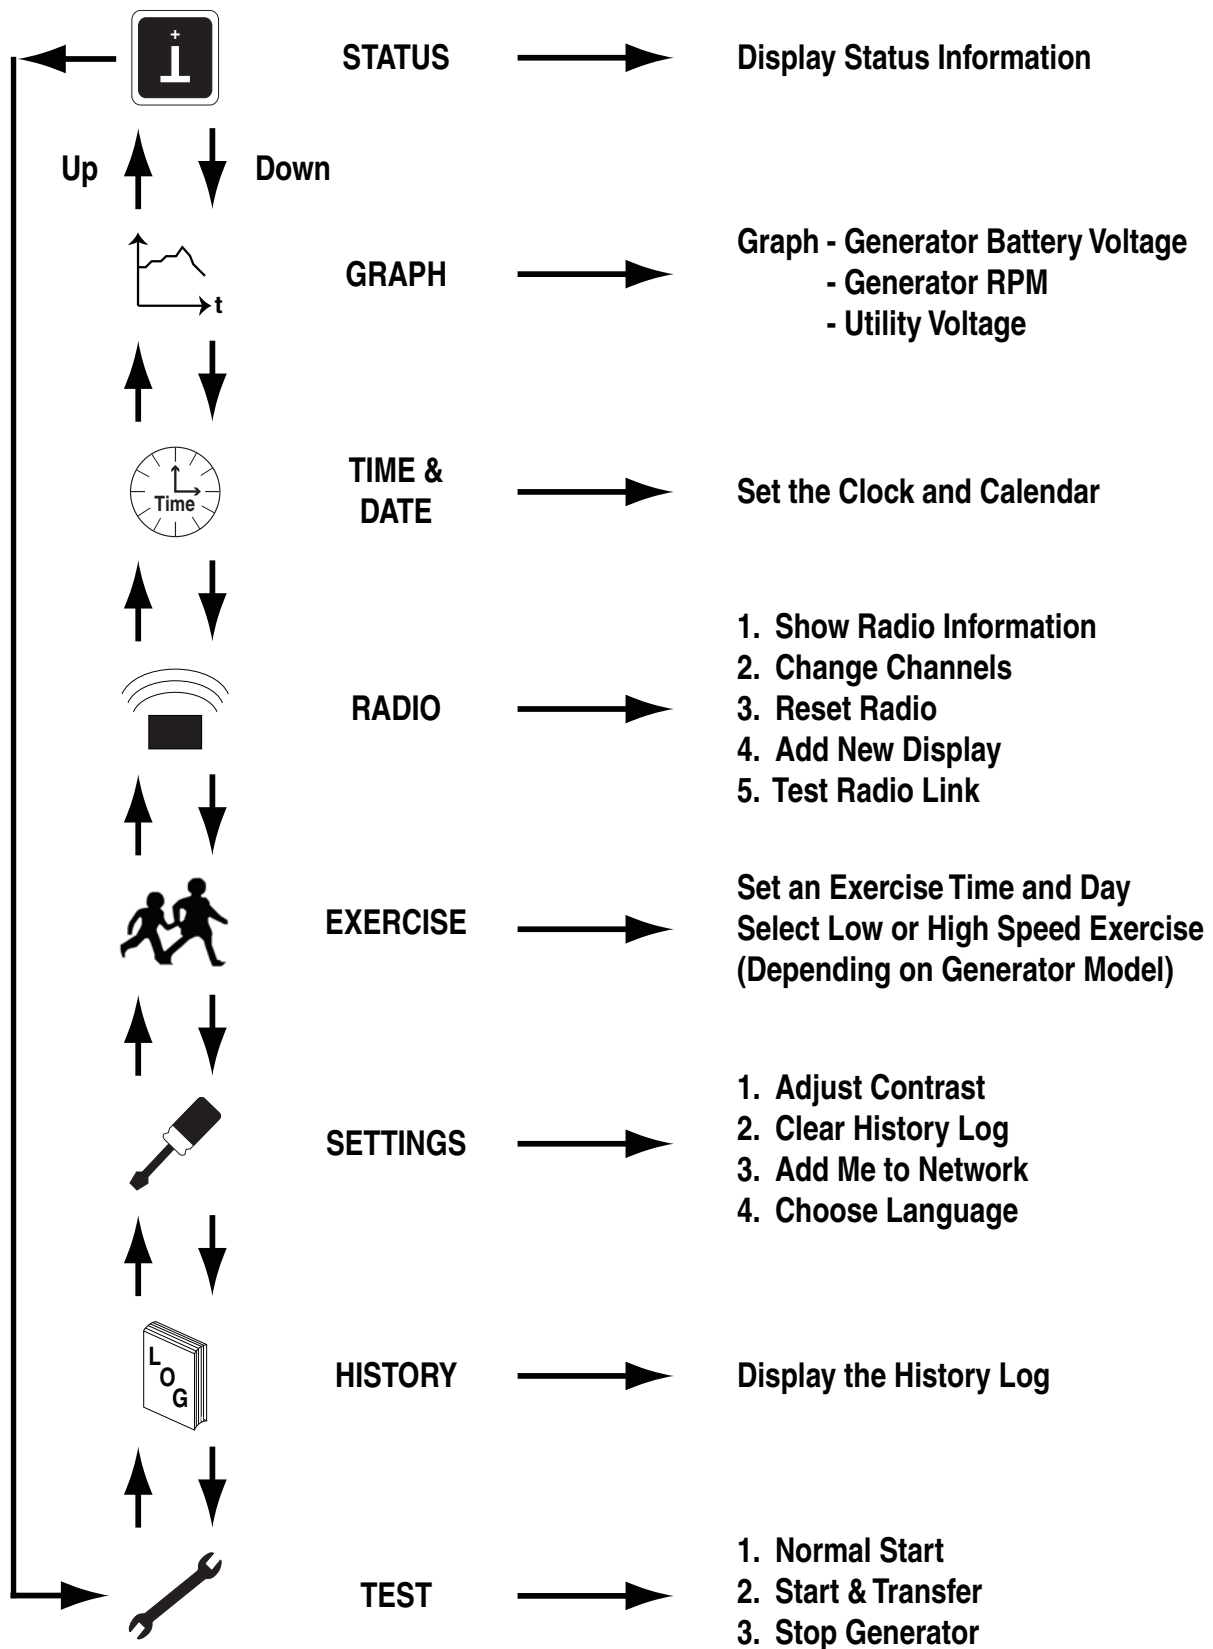 STATUS
Display Status Information
Up
Down
t
GRAPH
Graph - Generator Battery Voltage
- Generator RPM
- Utility Voltage
Time
TIME &
DATE
Set the Clock and Calendar
RADIO
1. Show Radio Information
2. Change Channels
3. Reset Radio
4. Add New Display
5. Test Radio Link
EXERCISE
Set an Exercise Time and Day
Select Low or High Speed Exercise
(Depending on Generator Model)
SETTINGS
1. Adjust Contrast
2. Clear History Log
3. Add Me to Network
4. Choose Language
LOG
HISTORY
Display the History Log
TEST
1. Normal Start
2. Start & Transfer
3. Stop Generator